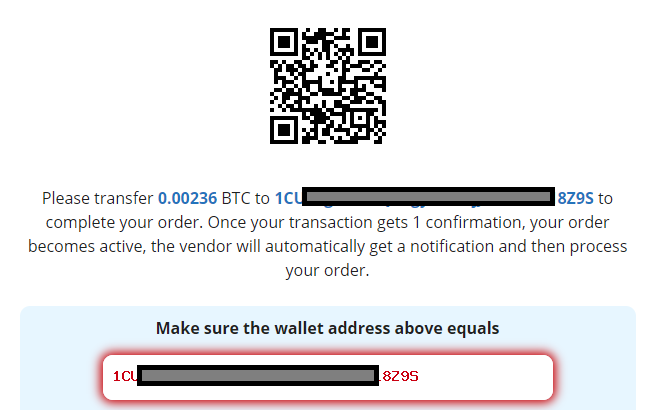 Please transfer 0.00236 BTC to 1CU 8Z9S to
complete your order. Once your transaction gets 1 confirmation, your order
becomes active, the vendor will automatically get a notification and then process
your order.
Make sure the wallet address above equals
1CU 8Z9S